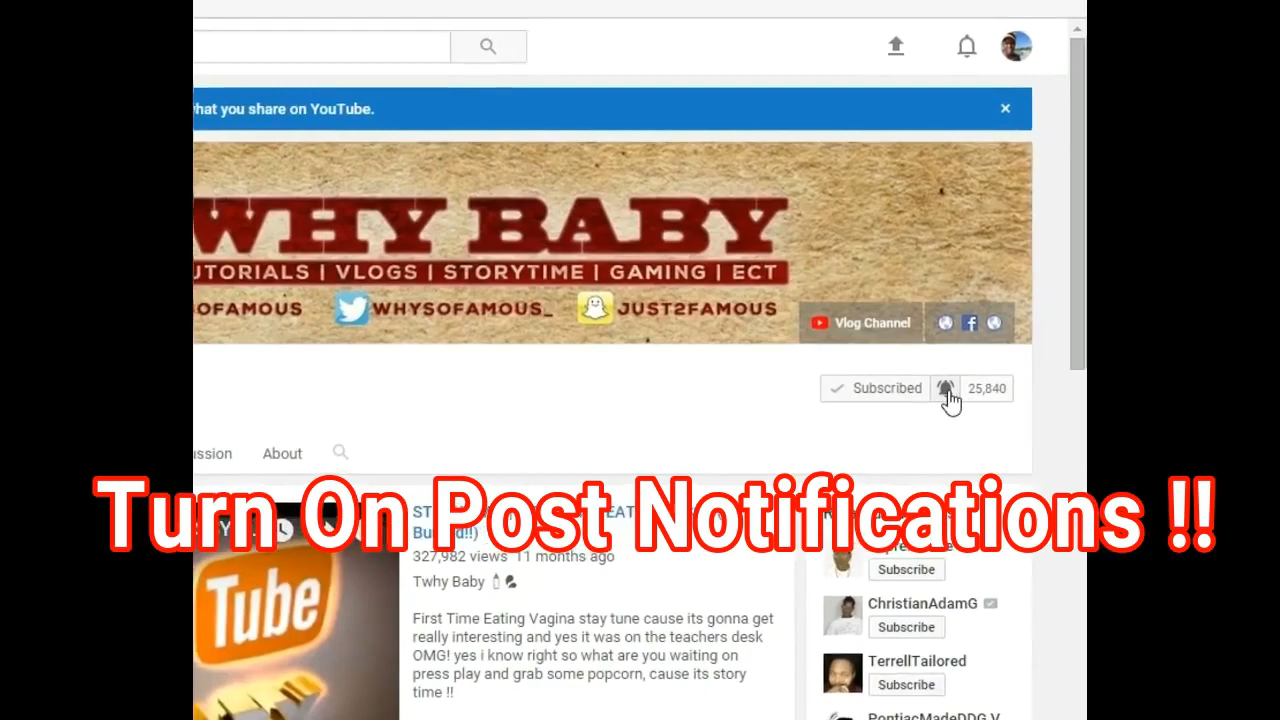 hat you share on YouTube.
WHY BABY
UTORIALS | VLOGS | STORYTIME | GAMING | ECT
OFAMOUS WHYSOFAMOUS_ JUST2FAMOUS
Vlog Channel
Subscribed 25,840
ussion About
Turn On Post Notifications !!
327,982 views 11 months ago
Twhy Baby
Tube
First Time Eating Vagina stay tune cause its gonna get
really interesting and yes it was on the teachers desk
OMG! yes i know right so what are you waiting on
press play and grab some popcorn, cause its story
time !!
Subscribe
ChristianAdamG
Subscribe
TerrellTailored
Subscribe
PontiacMadeDDG V